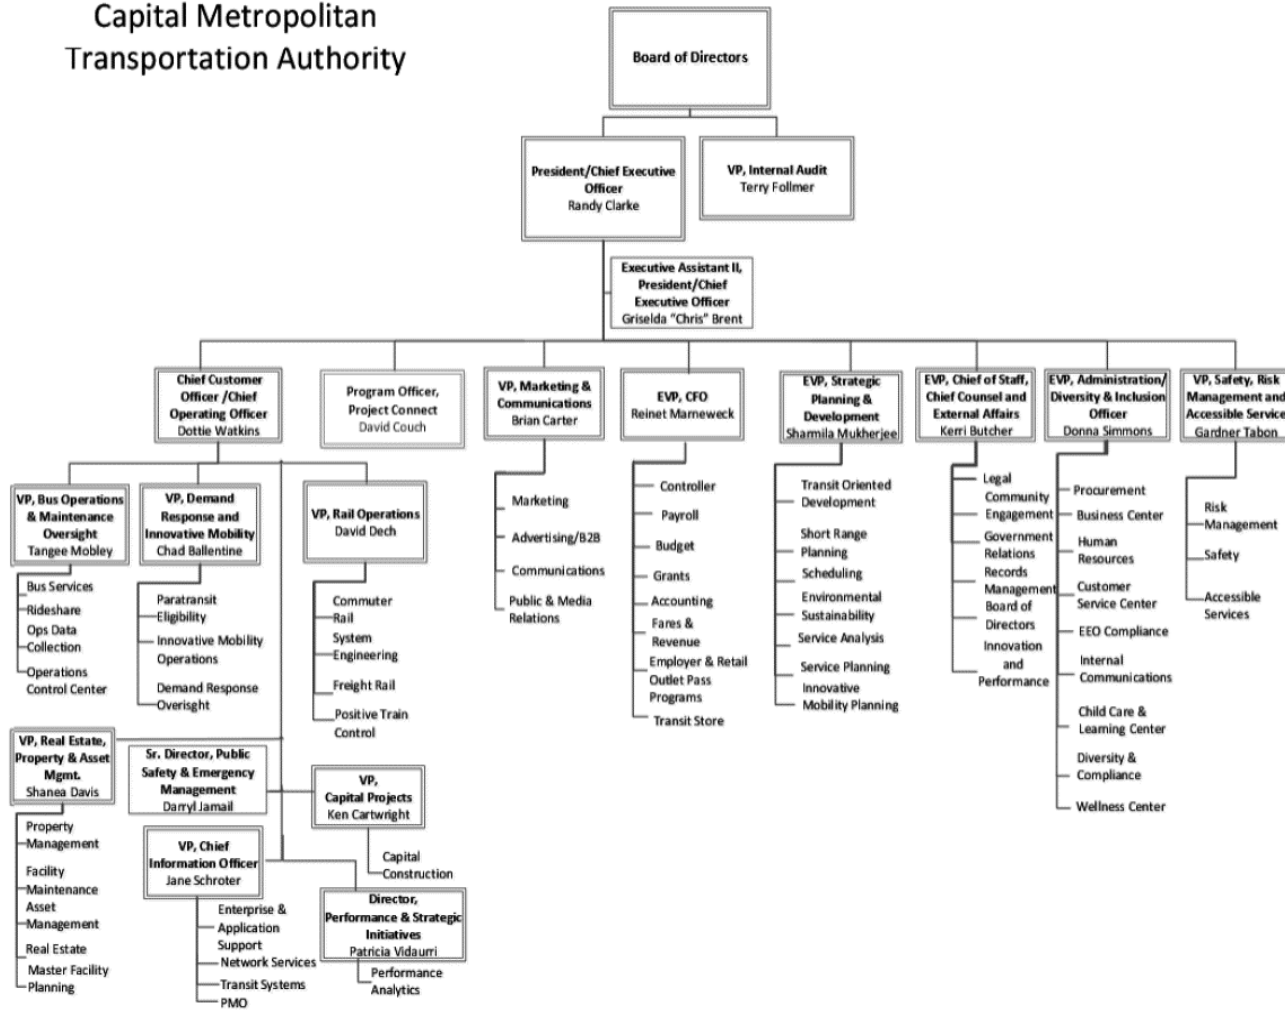 Capital Metropolitan
Transportation Authority
Board of Directors
President/Chief Executive
Officer
Randy Clarke
VP, Internal Audit
Terry Follmer
Executive Assistant II,
President/Chief
Executive Officer
Griselda "Chris" Brent
Chief Customer
Officer /Chief
Operating Officer
Dottie Watkins
Program Officer,
Project Connect
David Couch
VP, Marketing &
Communications
Brian Carter
EVP, CFO
Reinet Marneweck
EVP, Strategic
Planning &
Development
Sharmila Mukherjee
EVP, Chief of Staff,
Chief Counsel and
External Affairs
Kerri Butcher
EVP, Administration/
Diversity & Inclusion
Officer
Donna Simmons
VP, Safety, Risk
Management and
Accessible Service
Gardner Tabon
VP, Bus Operations
& Maintenance
Oversight
Tangee Mobley
VP, Demand
Response and
Innovative Mobility
Chad Ballentine
VP, Rail Operations
David Dech
Bus Services
Rideshare
Ops Data
Collection
Operations
Control Center
Paratransit
Eligibility
Innovative Mobility
Operations
Demand Response
Overisght
Commuter
Rail
System
Engineering
Freight Rail
Positive Train
Control
Marketing
Advertising/B2B
Communications
Public & Media
Relations
Controller
Payroll
Budget
Grants
Accounting
Fares &
Revenue
Employer & Retail
Outlet Pass
Programs
Transit Store
Transit Oriented
Development
Short Range
Planning
Scheduling
Environmental
Sustainability
Service Analysis
Service Planning
Innovative
Mobility Planning
Legal
Community
Engagement
Government
Relations
Records
Management
Board of
Directors
Innovation
and
Performance
Procurement
Business Center
Human
Resources
Customer
Service Center
EEO Compliance
Internal
Communications
Child Care &
Learning Center
Diversity &
Compliance
Wellness Center
Risk
Management
Safety
Accessible
Services
VP, Real Estate,
Property & Asset
Mgmt.
Shanea Davis
Sr. Director, Public
Safety & Emergency
Management
Darryl Jamail
VP,
Capital Projects
Ken Cartwright
Property
Management
Facility
Maintenance
Asset
Management
Real Estate
Master Facility
Planning
VP, Chief
Information Officer
Jane Schroter
Capital
Construction
Enterprise &
Application
Support
Network Services
Transit Systems
PMO
Director,
Performance & Strategic
Initiatives
Patricia Vidaurri
Performance
Analytics